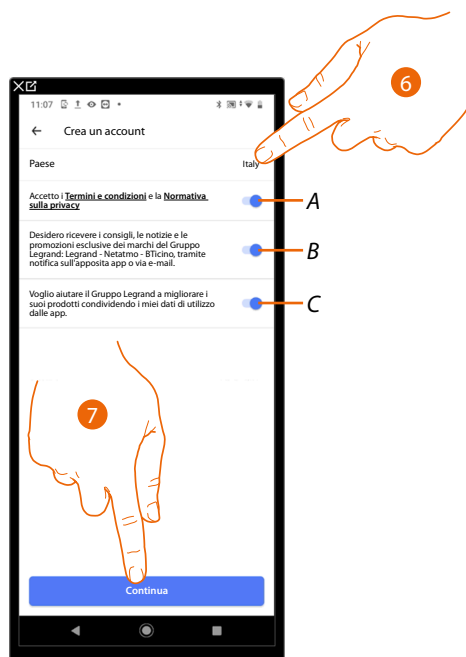 11:07
6
Crea un account
Paese
Italy
Accetto i Termini e condizioni e la Normativa
sulla privacy
A
Desidero ricevere i consigli, le notizie e le
promozioni esclusive dei marchi del Gruppo
Legrand: Legrand - Netatmo - BTicino, tramite
notifica sull'apposita app o via e-mail.
B
Voglio aiutare il Gruppo Legrand a migliorare i
suoi prodotti condividendo i miei dati di utilizzo
dalle app.
C
7
Continua